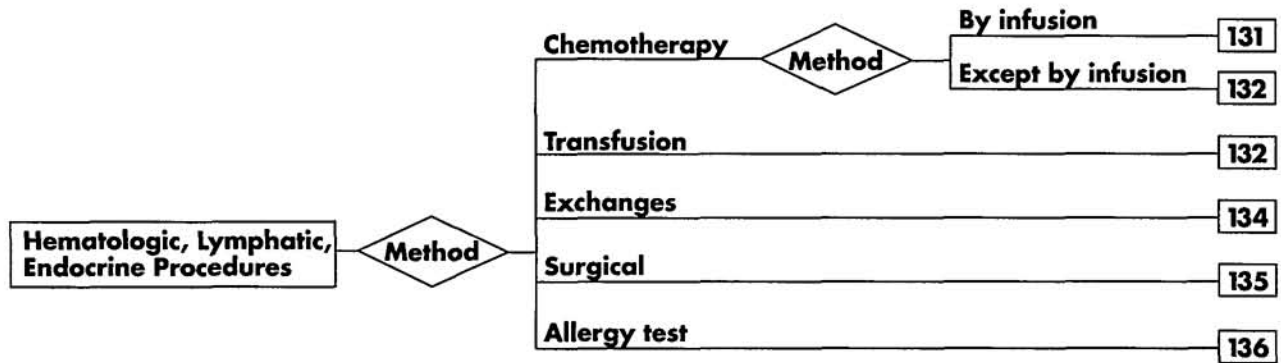 By infusion
131
Chemotherapy
Method
Except by infusion
132
Transfusion
132
Exchanges
134
Hematologic, Lymphatic,
Endocrine Procedures
Method
Surgical
135
Allergy test
136